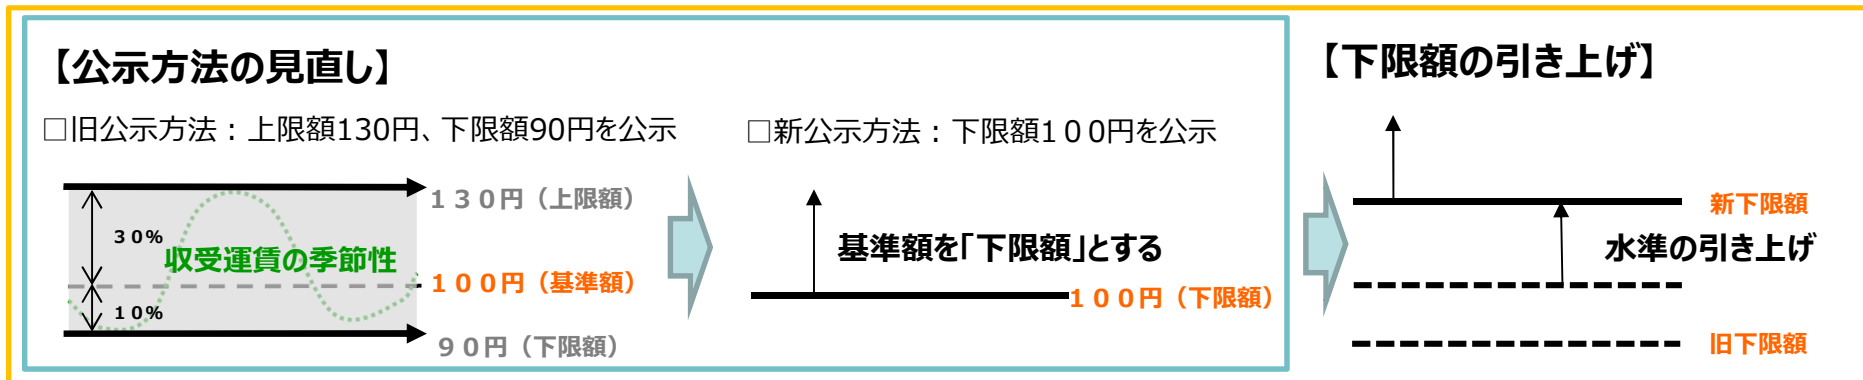 【公示方法の見直し】
□旧公示方法：上限額130円、下限額90円を公示
130円（上限額）
30%
収受運賃の季節性
100円（基準額）
10%
90円（下限額）
□新公示方法：下限額100円を公示
基準額を｢下限額｣とする
100円（下限額）
【下限額の引き上げ】
新下限額
水準の引き上げ
旧下限額